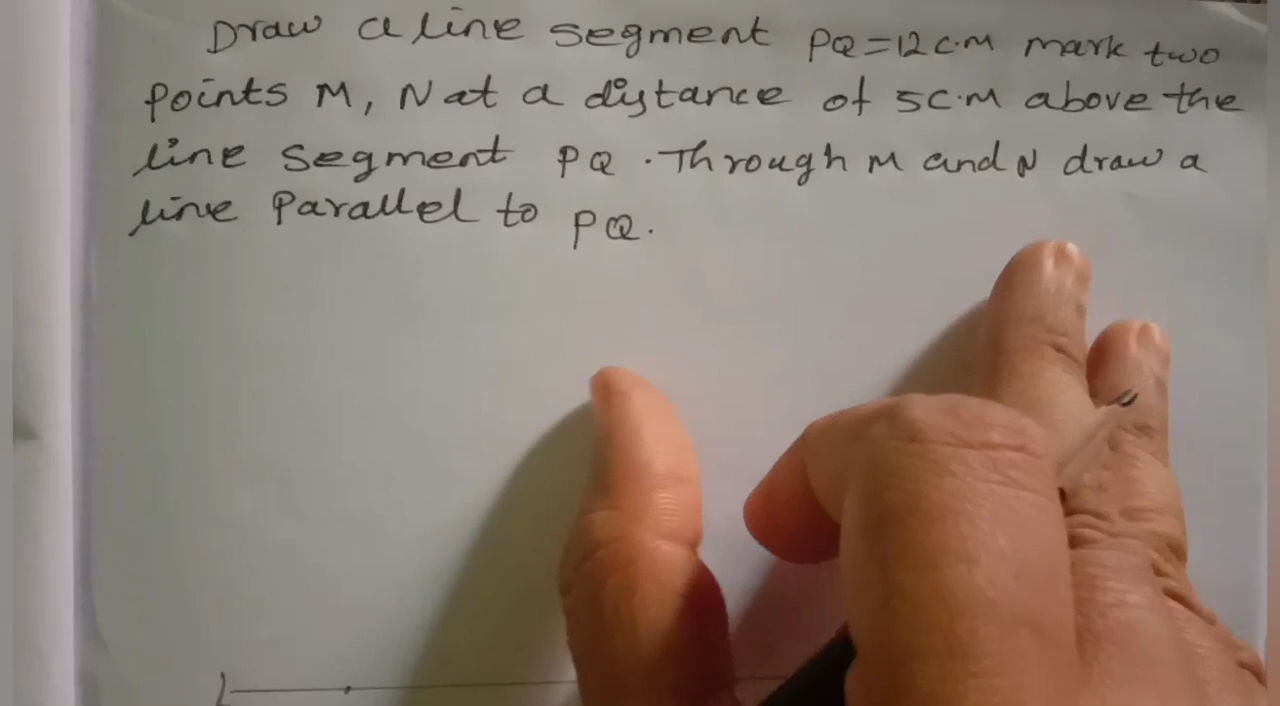 Draw a line segment PQ=12 C.M mark two
points M, N at a distance of 5C.M above the
line segment PQ. Through M and N draw a
line Parallel to PQ.